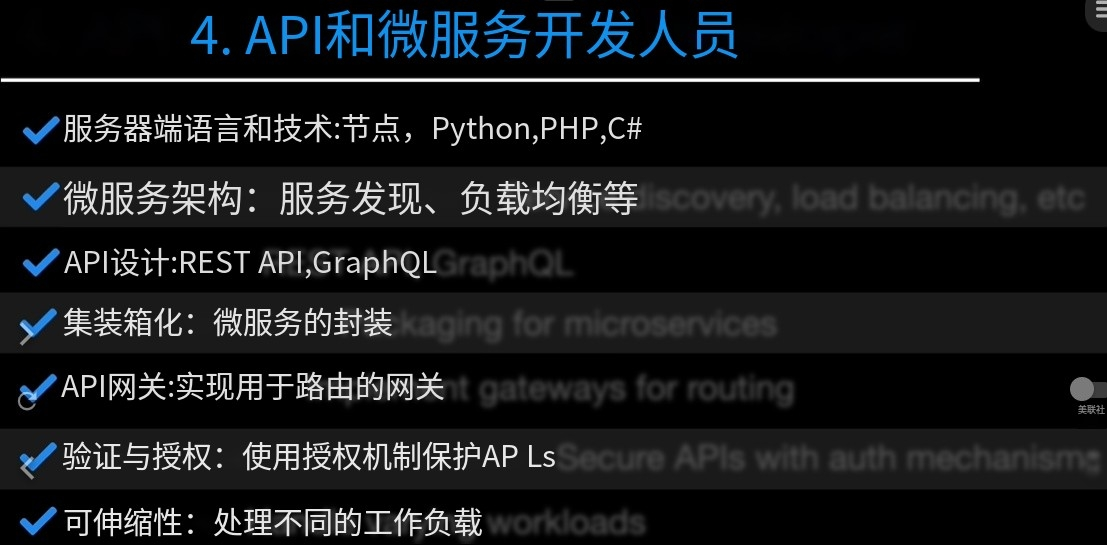 4. API和微服务开发人员
服务器端语言和技术:节点，Python,PHP,C#
微服务架构：服务发现、负载均衡等 discovery, load balancing, etc
API设计:REST API,GraphQL GraphQL
集装箱化：微服务的封装 kaging for microservices
API网关:实现用于路由的网关 gateways for routing
美联社
验证与授权：使用授权机制保护AP Ls Secure APIs with auth mechanisms
可伸缩性：处理不同的工作负载 workloads